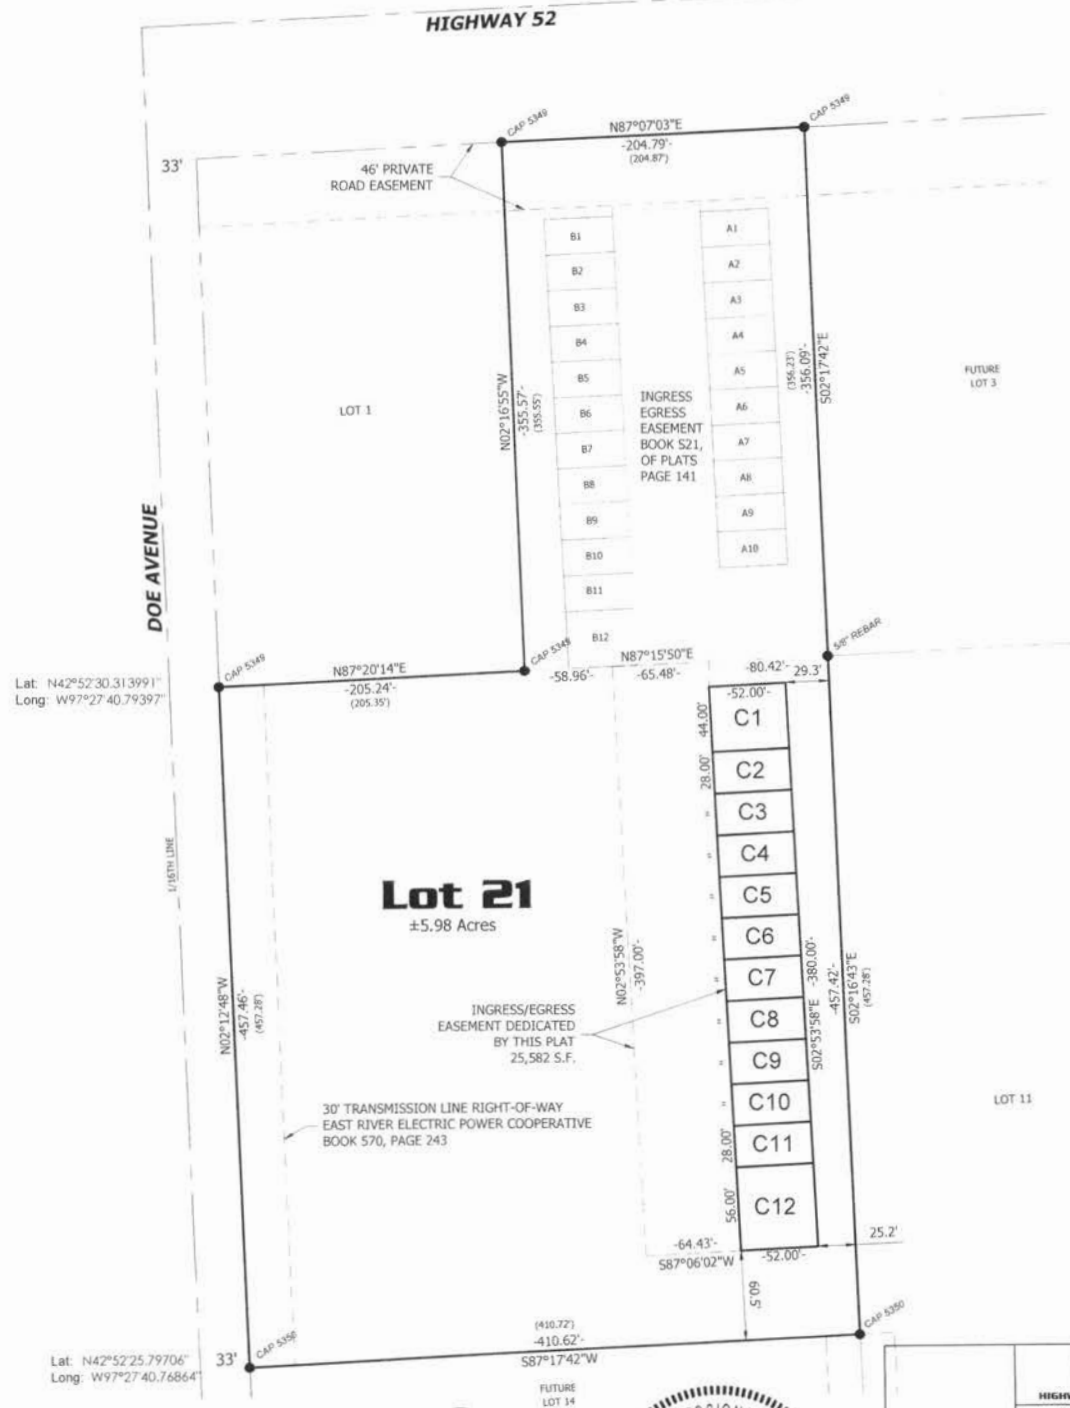 HIGHWAY 52
CAP 5349
N87°07'03"E
-204.79'-
(204.87')
CAP 5349
33'
46' PRIVATE
ROAD EASEMENT
B1
B2
B3
B4
B5
B6
B7
B8
B9
B10
B11
B12
A1
A2
A3
A4
A5
A6
A7
A8
A9
A10
INGRESS
EGRESS
EASEMENT
BOOK S21,
OF PLATS
PAGE 141
N02°16'55"W
-355.57'-
(355.55')
(356.23')
-356.09'-
S02°17'42"E
LOT 1
FUTURE
LOT 3
DOE AVENUE
5/8" REBAR
CAP 5349
CAP 5349
N87°20'14"E
-205.24'-
(205.35')
N87°15'50"E
-58.96'-
-65.48'-
-80.42'-
29.3'
Lat: N42°52'30.313991"
Long: W97°27'40.79397"
-52.00'-
44.00'
C1
28.00'
C2
"
C3
"
C4
"
C5
"
C6
"
C7
"
C8
"
C9
"
C10
28.00'
C11
56.00'
C12
1/16TH LINE
Lot 21
±5.98 Acres
N02°53'58"W
-397.00'-
S02°53'58"E -380.00'-
-457.42'-
S02°16'43"E
(457.28')
N02°12'48"W
-457.46'-
(457.28')
INGRESS/EGRESS
EASEMENT DEDICATED
BY THIS PLAT
25,582 S.F.
30' TRANSMISSION LINE RIGHT-OF-WAY
EAST RIVER ELECTRIC POWER COOPERATIVE
BOOK 570, PAGE 243
LOT 11
-64.43'-
S87°06'02"W
-52.00'-
25.2'
60.5'
CAP 5350
CAP 5350
Lat: N42°52'25.79706"
Long: W97°27'40.76864"
33'
(410.72')
-410.62'-
S87°17'42"W
FUTURE
LOT 14